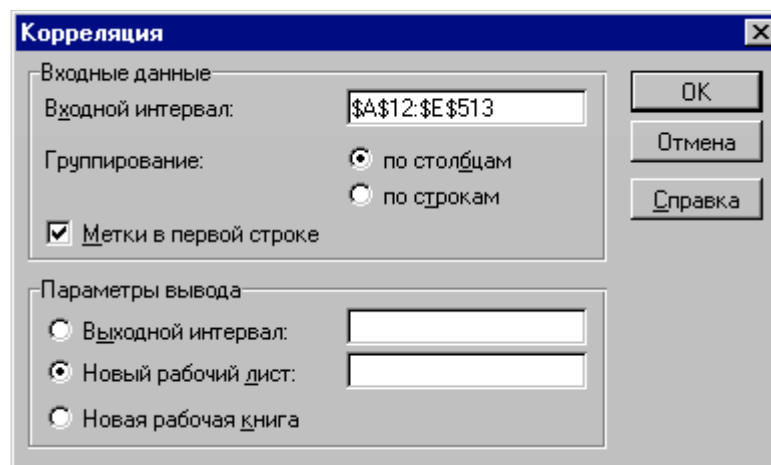 Корреляция
Входные данные
Входной интервал: $A$12:$E$513
Группирование: по столбцам
по строкам
Метки в первой строке
OK
Отмена
Справка
Параметры вывода
Выходной интервал:
Новый рабочий лист:
Новая рабочая книга